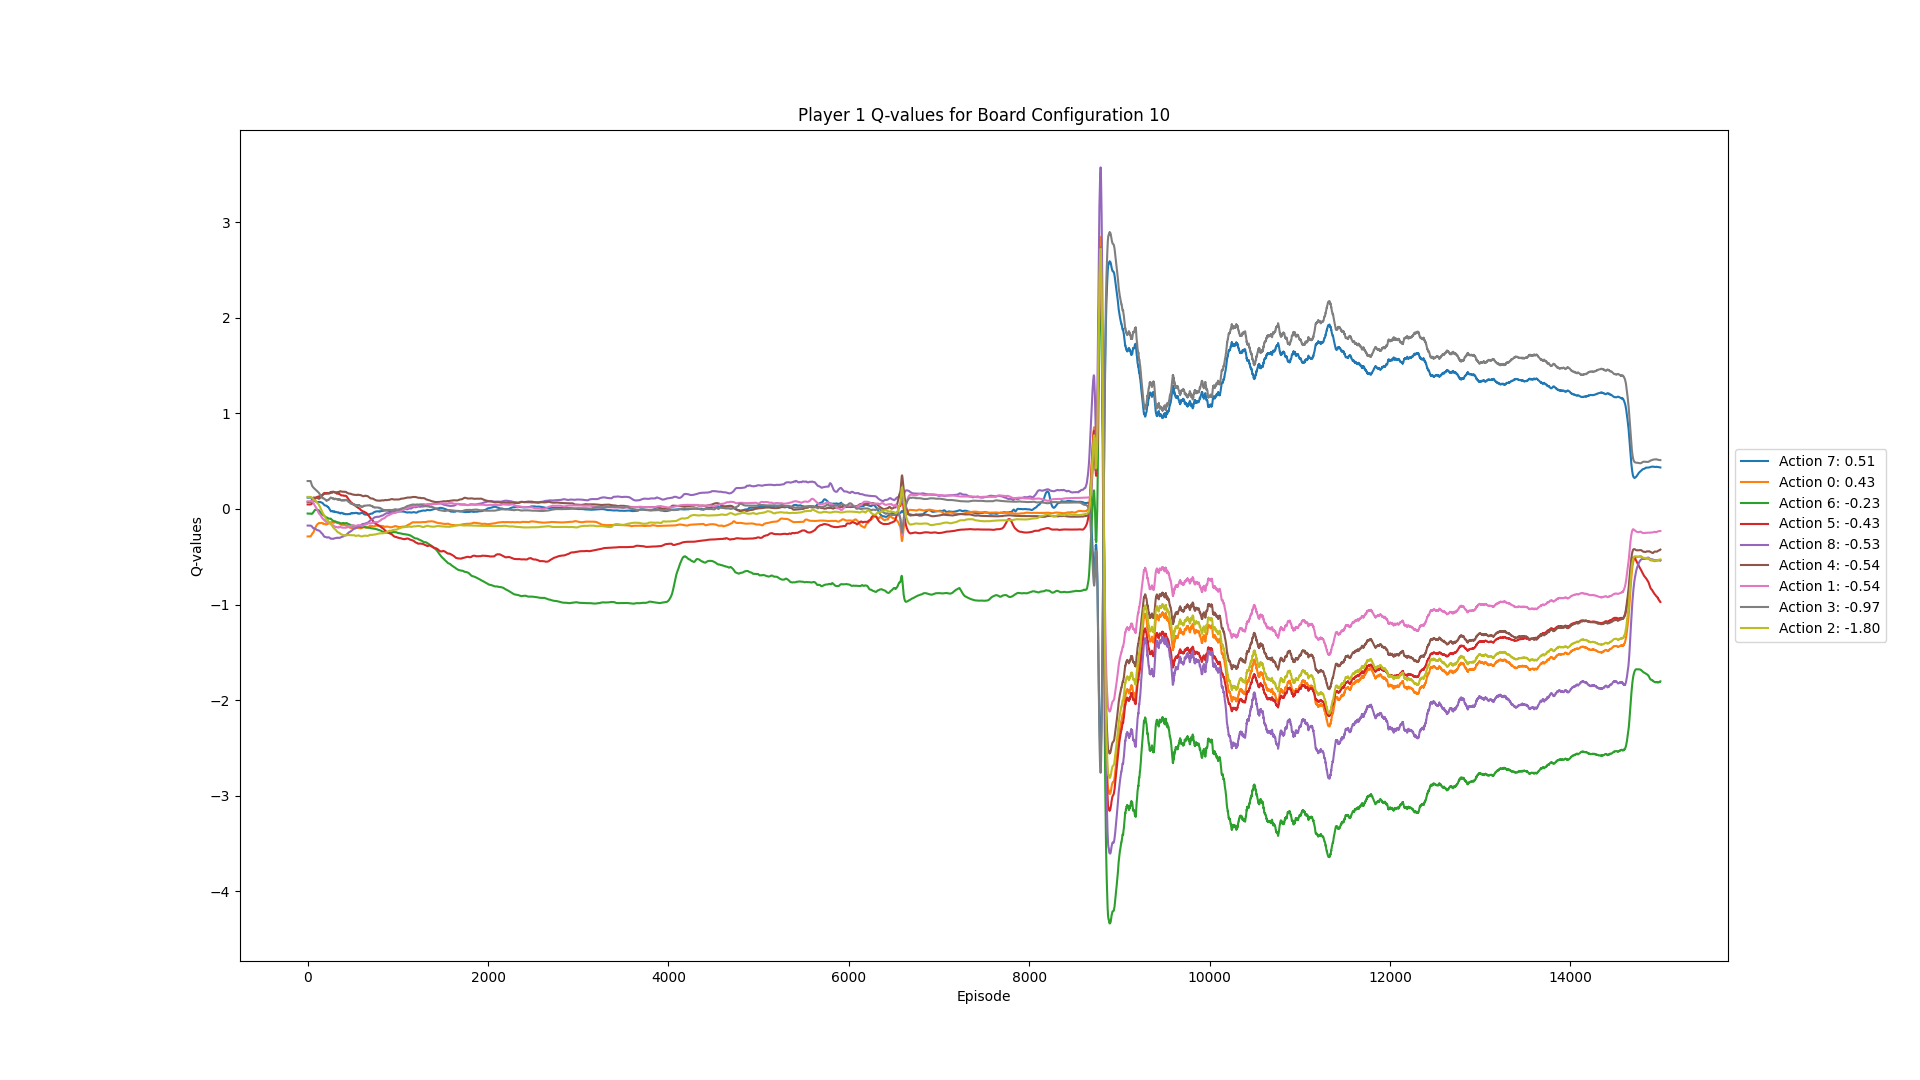 Player 1 Q-values for Board Configuration 10
Q-values
3
2
1
0
−1
−2
−3
−4
0 2000 4000 6000 8000 10000 12000 14000
Episode
Action 7: 0.51
Action 0: 0.43
Action 6: -0.23
Action 5: -0.43
Action 8: -0.53
Action 4: -0.54
Action 1: -0.54
Action 3: -0.97
Action 2: -1.80